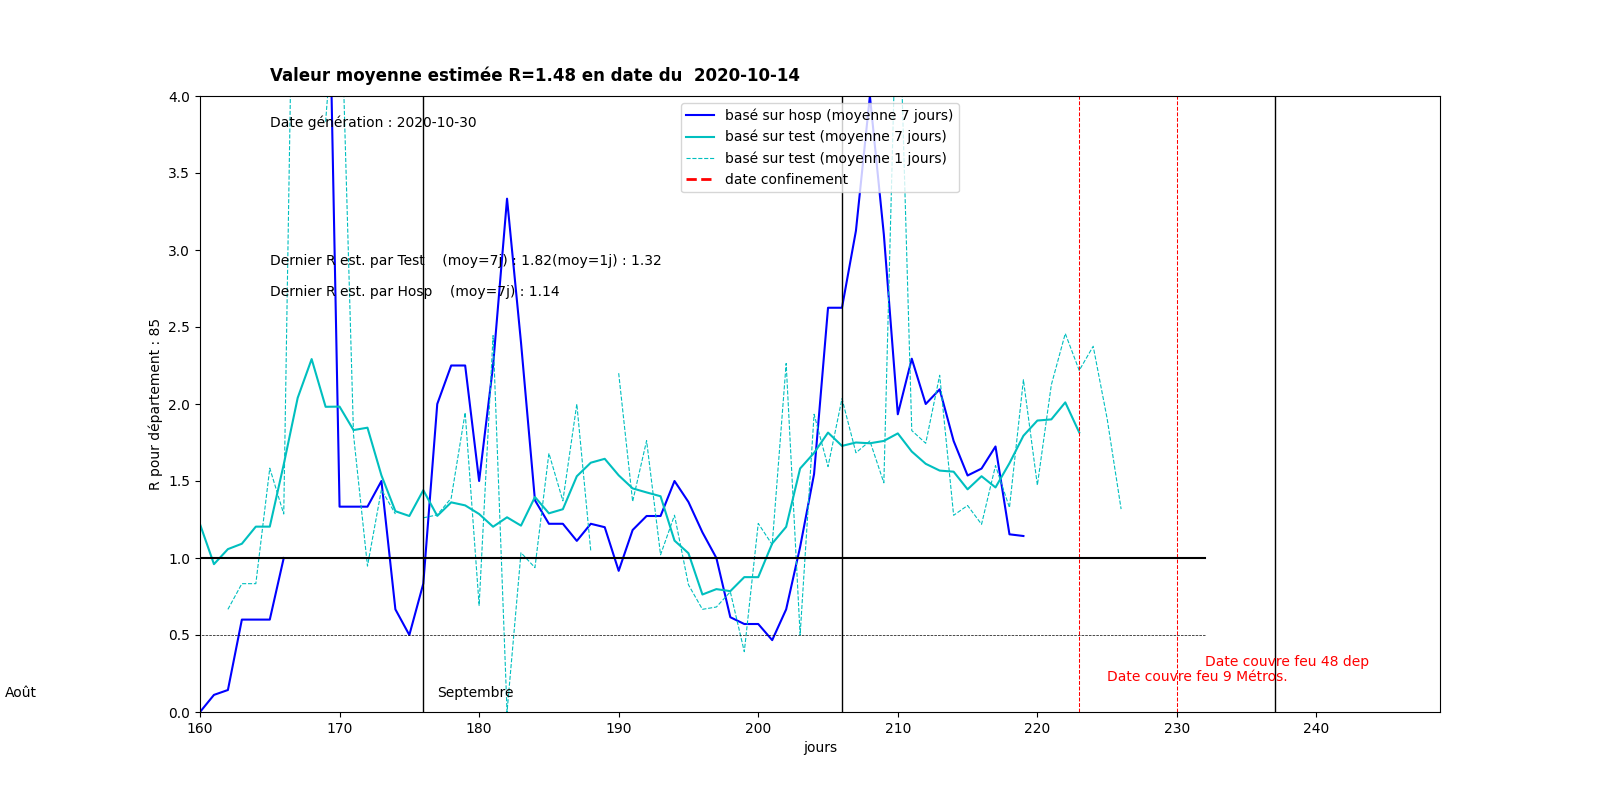 Valeur moyenne estimée R=1.48 en date du  2020-10-14
4.0
Date génération : 2020-10-30
basé sur hosp (moyenne 7 jours)
basé sur test (moyenne 7 jours)
basé sur test (moyenne 1 jours)
date confinement
3.5
3.0
Dernier R est. par Test    (moy=7j) : 1.82(moy=1j) : 1.32
Dernier R est. par Hosp    (moy=7j) : 1.14
2.5
2.0
R pour département : 85
1.5
1.0
0.5
Date couvre feu 48 dep
Date couvre feu 9 Métros.
Août
Septembre
0.0
160 170 180 190 200 210 220 230 240
jours